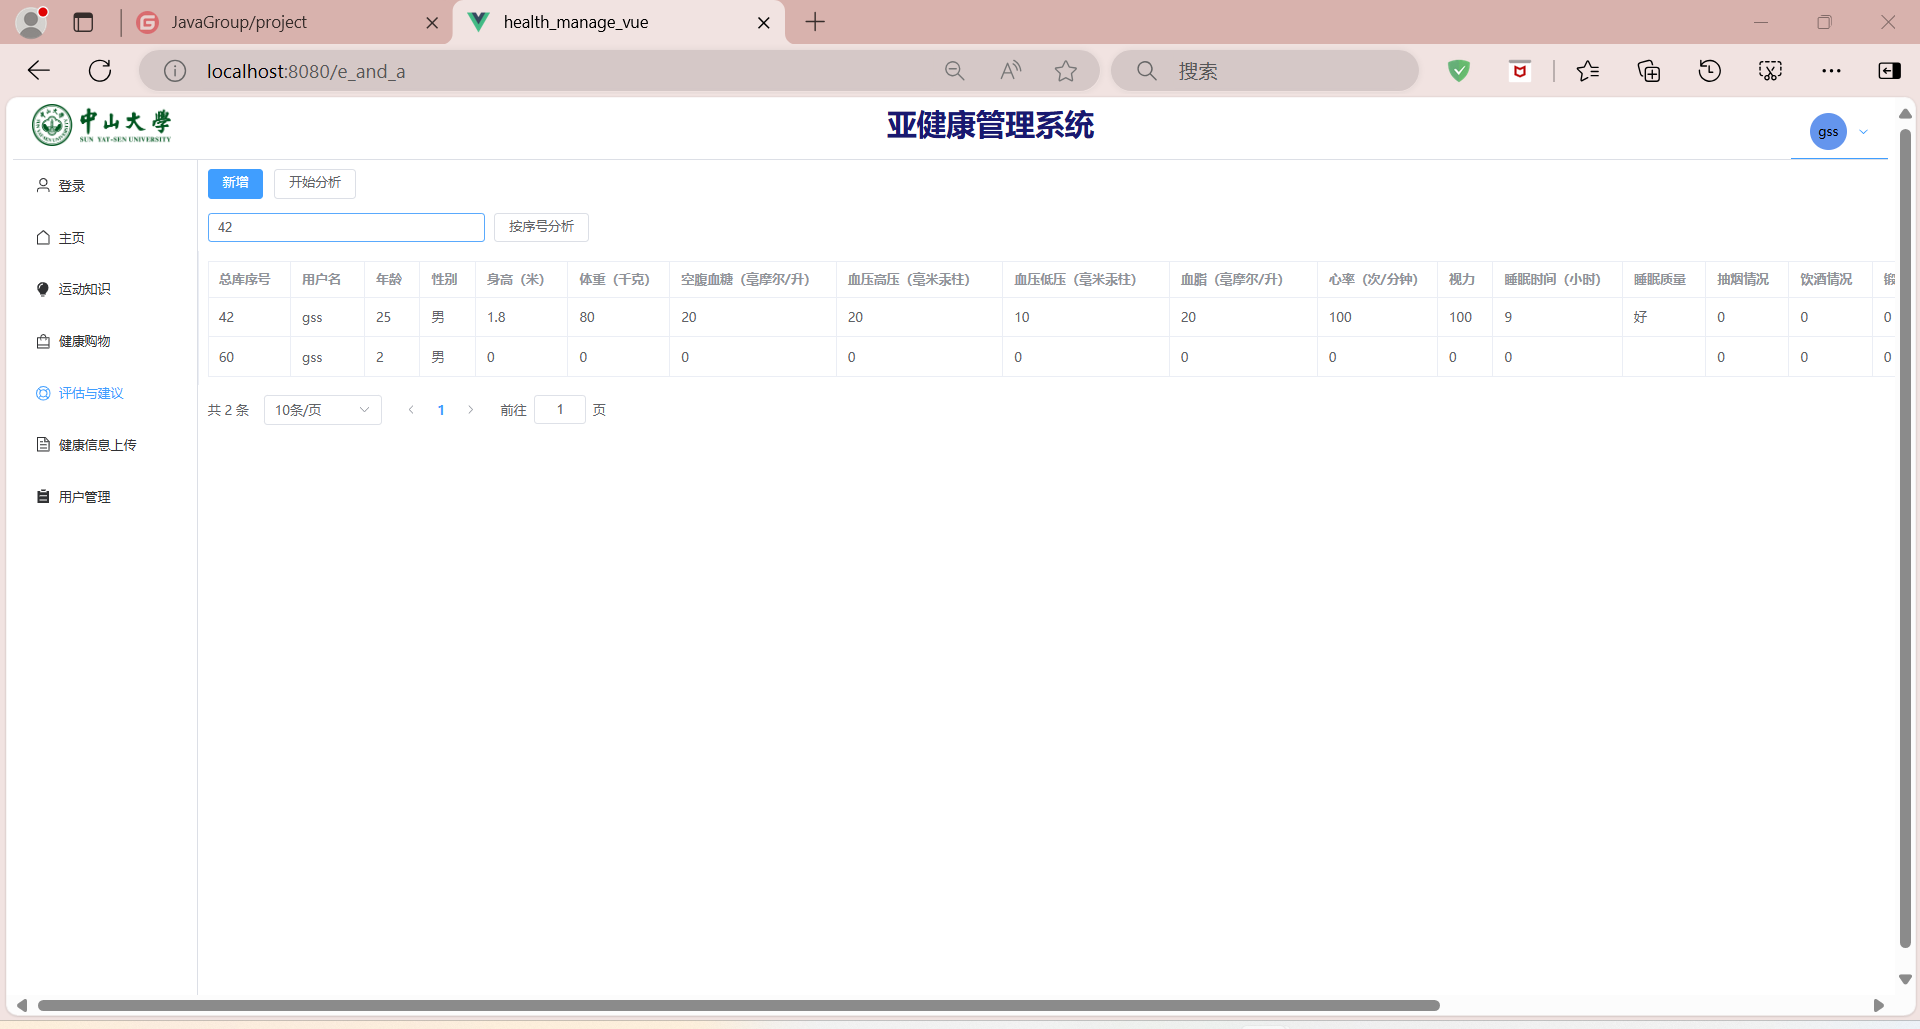 JavaGroup/project
health_manage_vue
localhost:8080/e_and_a
搜索
中山大學
SUN YAT-SEN UNIVERSITY
亚健康管理系统
gss
登录
主页
运动知识
健康购物
评估与建议
健康信息上传
用户管理
新增 开始分析
42 按序号分析
总库序号 用户名 年龄 性别 身高（米） 体重（千克） 空腹血糖（毫摩尔/升） 血压高压（毫米汞柱） 血压低压（毫米汞柱） 血脂（毫摩尔/升） 心率（次/分钟） 视力 睡眠时间（小时） 睡眠质量 抽烟情况 饮酒情况 锻
42 gss 25 男 1.8 80 20 20 10 20 100 100 9 好 0 0 0
60 gss 2 男 0 0 0 0 0 0 0 0 0 0 0 0
共 2 条 10条/页 1 前往 1 页